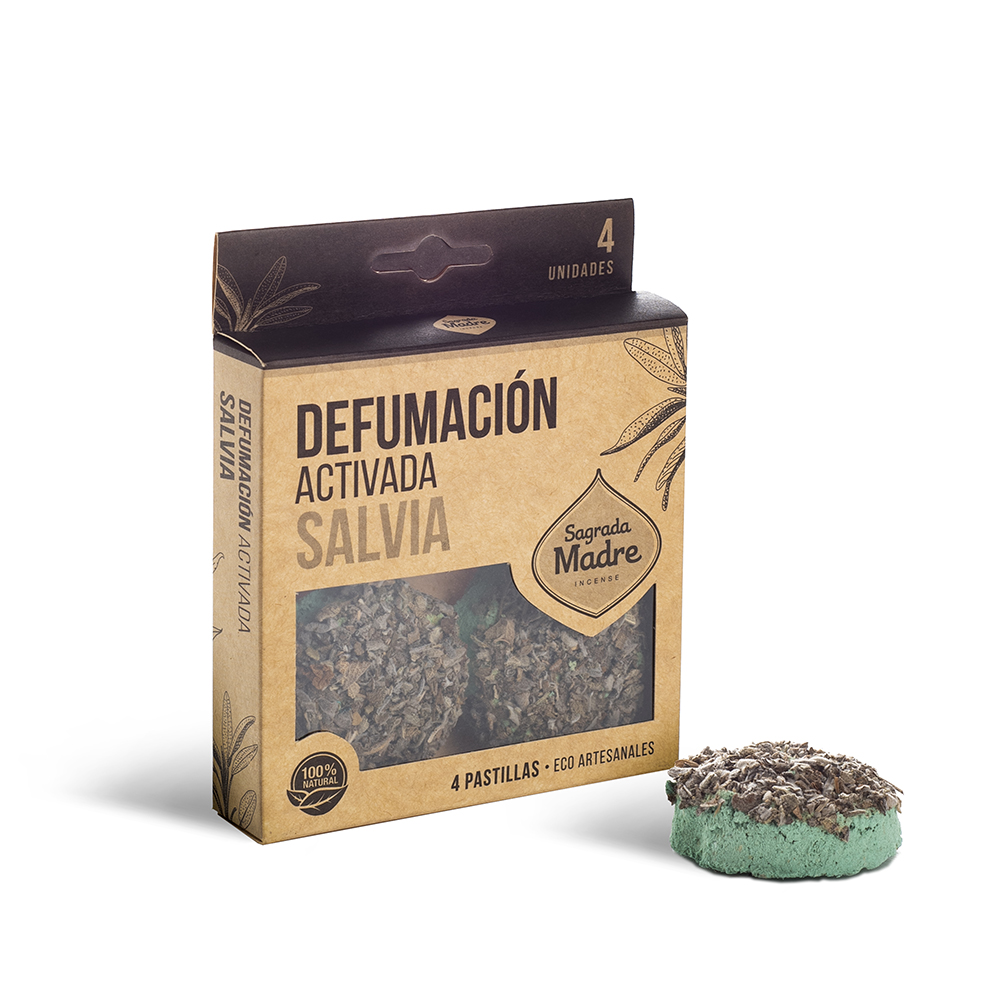 4
UNIDADES
Sagrada
Madre
INCENSE
DEFUMACIÓN
ACTIVADA
SALVIA
Sagrada
Madre
INCENSE
DEFUMACIÓN ACTIVADA
SALVIA
100%
NATURAL
4 PASTILLAS • ECO ARTESANALES